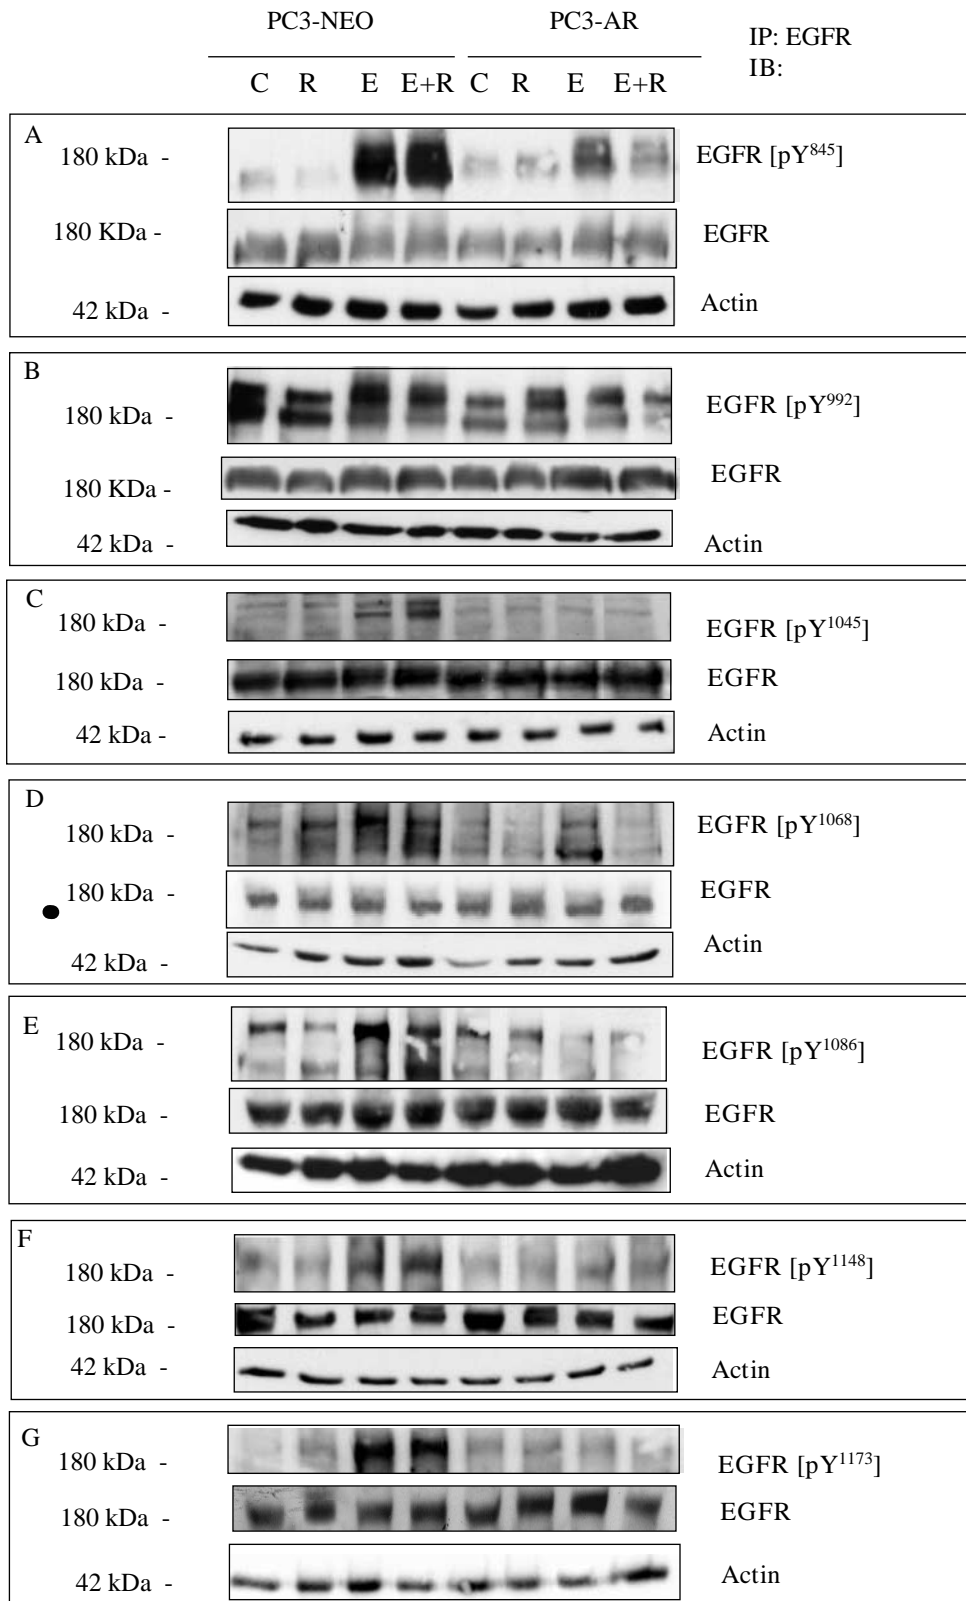 PC3-NEO PC3-AR IP: EGFR
IB:
C R E E+R C R E E+R
A
180 kDa - EGFR [pY845]
180 KDa - EGFR
42 kDa - Actin
B
180 kDa - EGFR [pY992]
180 KDa - EGFR
42 kDa - Actin
C
180 kDa - EGFR [pY1045]
180 kDa - EGFR
42 kDa - Actin
D
180 kDa - EGFR [pY1068]
180 kDa - EGFR
42 kDa - Actin
E
180 kDa - EGFR [pY1086]
180 kDa - EGFR
42 kDa - Actin
F
180 kDa - EGFR [pY1148]
180 kDa - EGFR
42 kDa - Actin
G
180 kDa - EGFR [pY1173]
180 kDa - EGFR
42 kDa - Actin